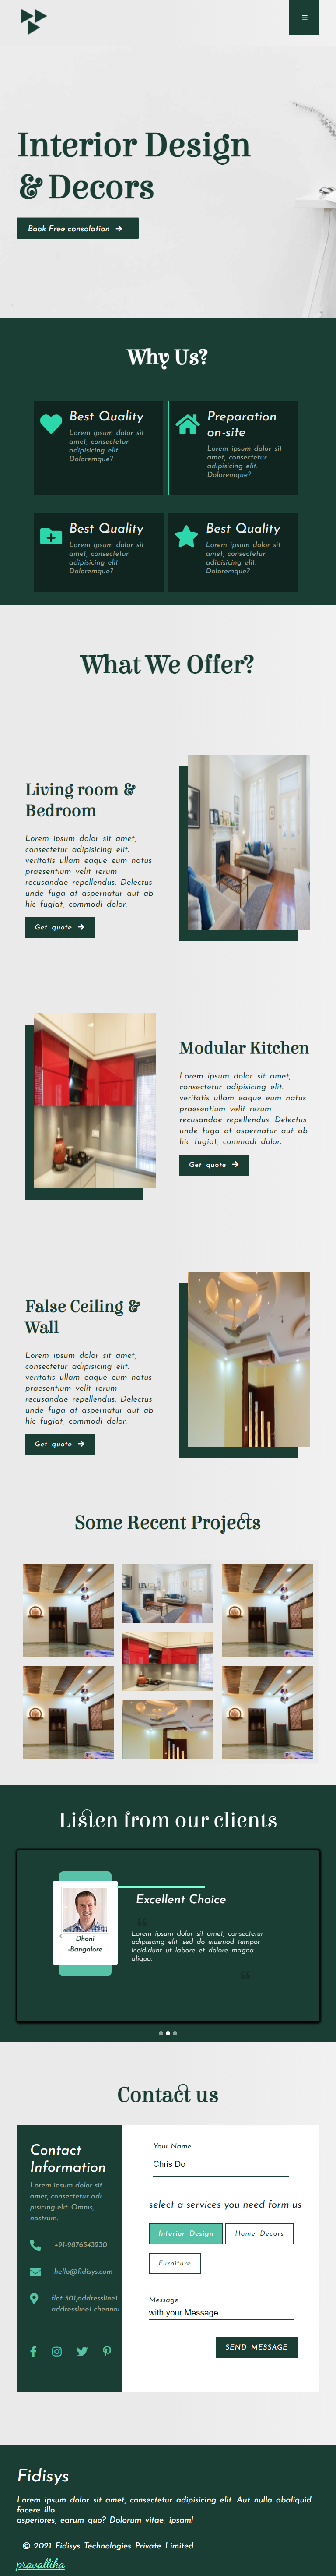 ☰
Interior Design
& Decors
Book Free consolation →
Why Us?
Best Quality
Lorem ipsum dolor sit
amet, consectetur
adipisicing elit.
Doloremque?
Preparation
on-site
Lorem ipsum dolor sit
amet, consectetur
adipisicing elit.
Doloremque?
Best Quality
Lorem ipsum dolor sit
amet, consectetur
adipisicing elit.
Doloremque?
Best Quality
Lorem ipsum dolor sit
amet, consectetur
adipisicing elit.
Doloremque?
What We Offer?
Living room &
Bedroom
Lorem ipsum dolor sit amet,
consectetur adipisicing elit.
veritatis ullam eaque eum natus
praesentium velit rerum
recusandae repellendus. Delectus
unde fuga at aspernatur aut ab
hic fugiat, commodi dolor.
Get quote →
Modular Kitchen
Lorem ipsum dolor sit amet,
consectetur adipisicing elit.
veritatis ullam eaque eum natus
praesentium velit rerum
recusandae repellendus. Delectus
unde fuga at aspernatur aut ab
hic fugiat, commodi dolor.
Get quote →
False Ceiling &
Wall
Lorem ipsum dolor sit amet,
consectetur adipisicing elit.
veritatis ullam eaque eum natus
praesentium velit rerum
recusandae repellendus. Delectus
unde fuga at aspernatur aut ab
hic fugiat, commodi dolor.
Get quote →
Some Recent Projects
Listen from our clients
Dhoni
-Bangalore
Excellent Choice
Lorem ipsum dolor sit amet, consectetur
adipisicing elit, sed do eiusmod tempor
incididunt ut labore et dolore magna
aliqua.
Contact us
Contact
Information
Lorem ipsum dolor sit
amet, consectetur adi
pisicing elit. Omnis,
nostrum.
+91-9876543230
hello@fidisys.com
flot 501,addressline1
addressline1 chennai
Your Name
Chris Do
select a services you need form us
Interior Design
Home Decors
Furniture
Message
with your Message
SEND MESSAGE
Fidisys
Lorem ipsum dolor sit amet, consectetur adipisicing elit. Aut nulla abaliquid
facere illo
asperiores, earum quo? Dolorum vitae, ipsam!
© 2021 Fidisys Technologies Private Limited
pravallika